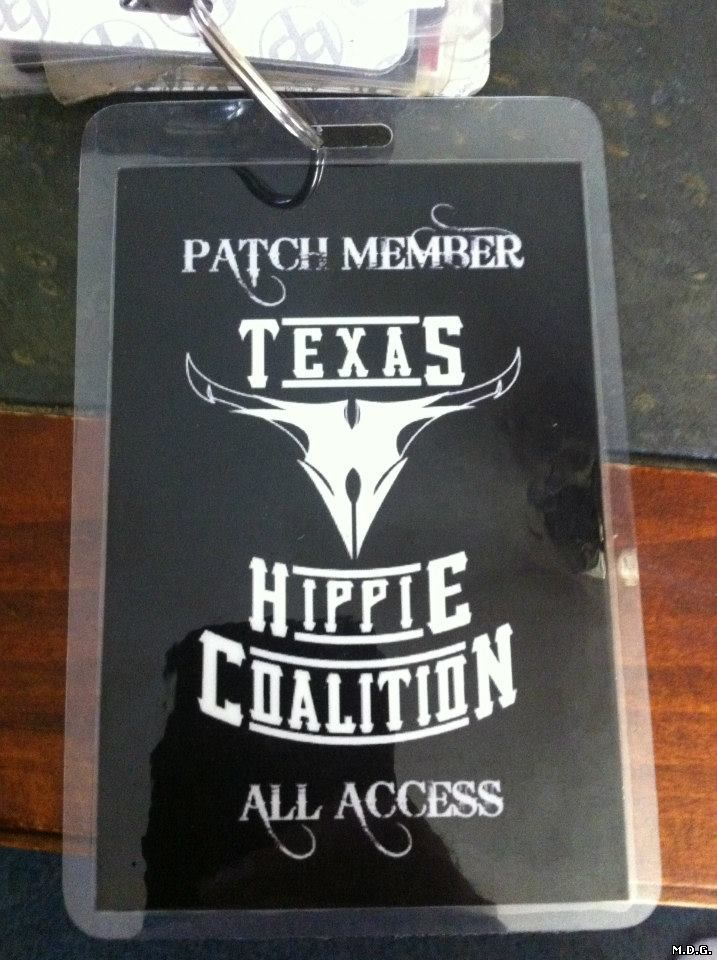 PATCH MEMBER
TEXAS
HIPPIE
COALITION
ALL ACCESS
M.D.G.